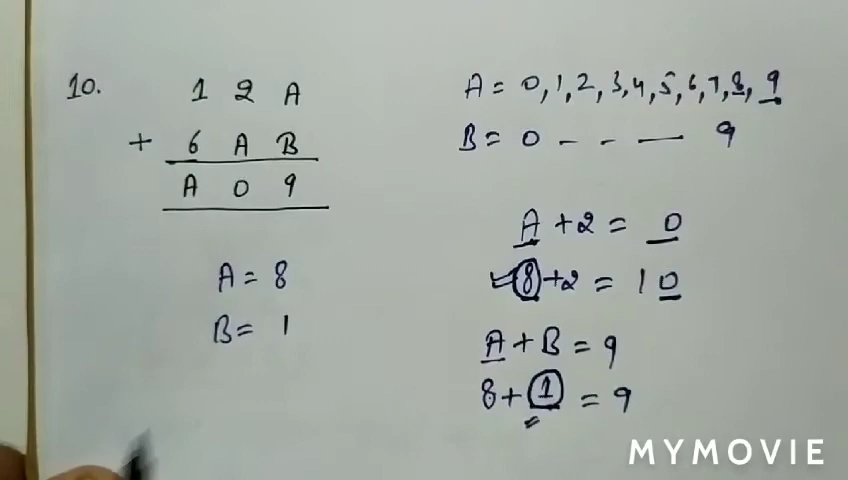 10.
1 2 A
+ 6 A B
A 0 9
A = 8
B = 1
A = 0, 1, 2, 3, 4, 5, 6, 7, 8, 9
B = 0 - - — 9
A + 2 = 0
8 + 2 = 10
A + B = 9
8 + 1 = 9
MYMOVIE